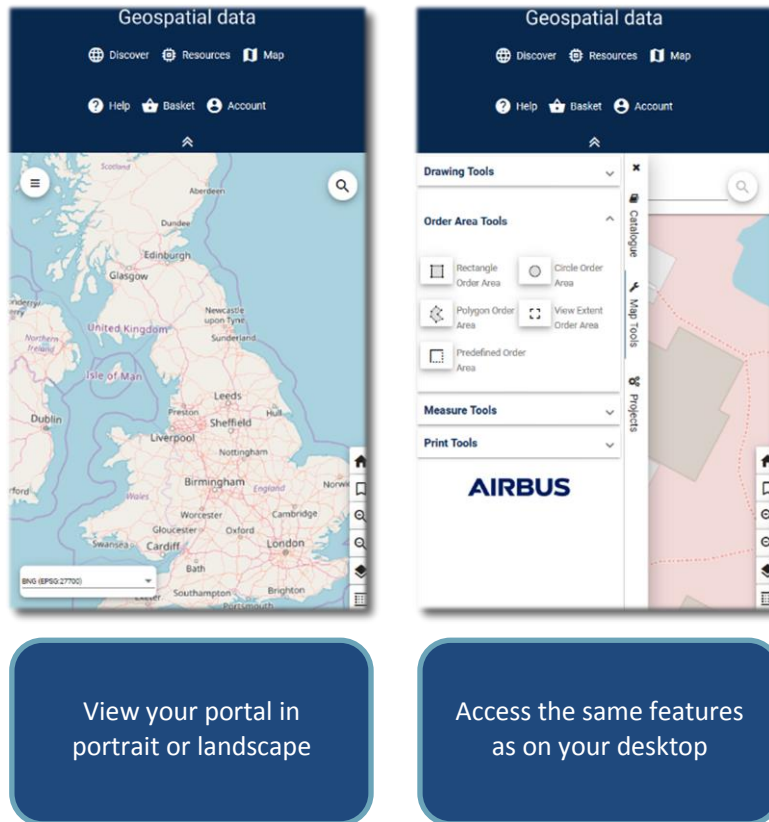 Geospatial data
Discover Resources Map
Help Basket Account
Scotland
Aberdeen
Dundee
Edinburgh
Glasgow
Newcastle
upon Tyne
United Kingdom
Sunderland
Northern
Ireland
Isle of Man
Leeds
Preston
Hull
Dublin
Sheffield
Liverpool
Nottingham
Birmingham
England
Wales
Worcester
Cambridge
Gloucester
Oxford
Swansea
Cardiff
London
Bath
BNG (EPSG:27700)
Southampton
Brighton
Exeter
Portsmouth
View your portal in
portrait or landscape
Geospatial data
Discover Resources Map
Help Basket Account
Drawing Tools
Order Area Tools
Rectangle
Order Area
Circle Order
Area
Polygon Order
Area
View Extent
Order Area
Predefined Order
Area
Measure Tools
Print Tools
AIRBUS
Catalogue
Map Tools
Projects
Access the same features
as on your desktop